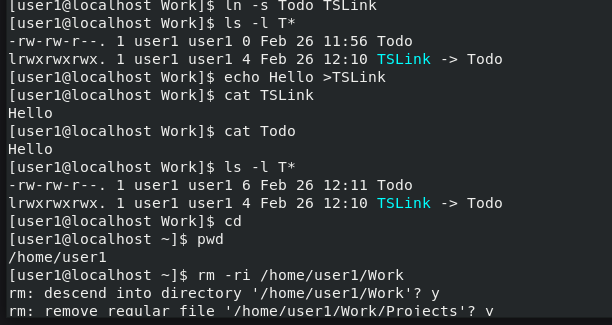 [user1@localhost Work]$ ln -s Todo TSLink
[user1@localhost Work]$ ls -l T*
-rw-rw-r--. 1 user1 user1 0 Feb 26 11:56 Todo
lrwxrwxrwx. 1 user1 user1 4 Feb 26 12:10 TSLink -> Todo
[user1@localhost Work]$ echo Hello >TSLink
[user1@localhost Work]$ cat TSLink
Hello
[user1@localhost Work]$ cat Todo
Hello
[user1@localhost Work]$ ls -l T*
-rw-rw-r--. 1 user1 user1 6 Feb 26 12:11 Todo
lrwxrwxrwx. 1 user1 user1 4 Feb 26 12:10 TSLink -> Todo
[user1@localhost Work]$ cd
[user1@localhost ~]$ pwd
/home/user1
[user1@localhost ~]$ rm -ri /home/user1/Work
rm: descend into directory '/home/user1/Work'? y
rm: remove regular file '/home/user1/Work/Projects'? y